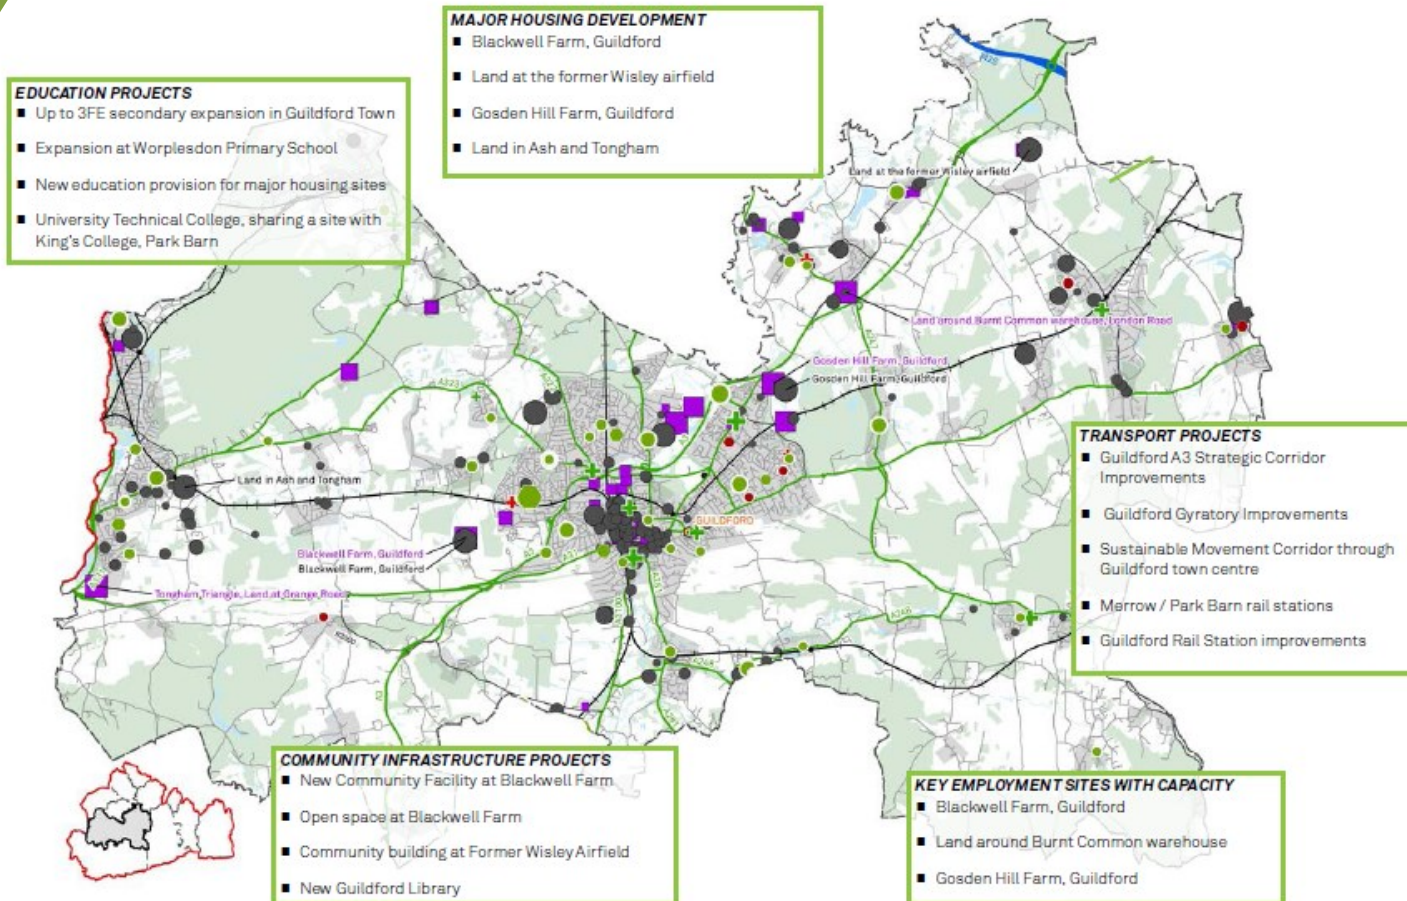 MAJOR HOUSING DEVELOPMENT
■ Blackwell Farm, Guildford
■ Land at the former Wisley airfield
■ Gosden Hill Farm, Guildford
■ Land in Ash and Tongham
EDUCATION PROJECTS
■ Up to 3FE secondary expansion in Guildford Town
■ Expansion at Worplesdon Primary School
■ New education provision for major housing sites
■ University Technical College, sharing a site with
King's College, Park Barn
M25
Land at the former Wisley airfield
Land around Burnt Common warehouse, London Road
Gosden Hill Farm, Guildford
Gosden Hill Farm, Guildford
A323
Land in Ash and Tongham
GUILDFORD
Blackwell Farm, Guildford
Blackwell Farm, Guildford
Tongham Triangle, Land at Grange Road
A31
A3100
A246
A248
A3
TRANSPORT PROJECTS
■ Guildford A3 Strategic Corridor
Improvements
■ Guildford Gyratory Improvements
■ Sustainable Movement Corridor through
Guildford town centre
■ Merrow / Park Barn rail stations
■ Guildford Rail Station improvements
COMMUNITY INFRASTRUCTURE PROJECTS
■ New Community Facility at Blackwell Farm
■ Open space at Blackwell Farm
■ Community building at Former Wisley Airfield
■ New Guildford Library
KEY EMPLOYMENT SITES WITH CAPACITY
■ Blackwell Farm, Guildford
■ Land around Burnt Common warehouse
■ Gosden Hill Farm, Guildford